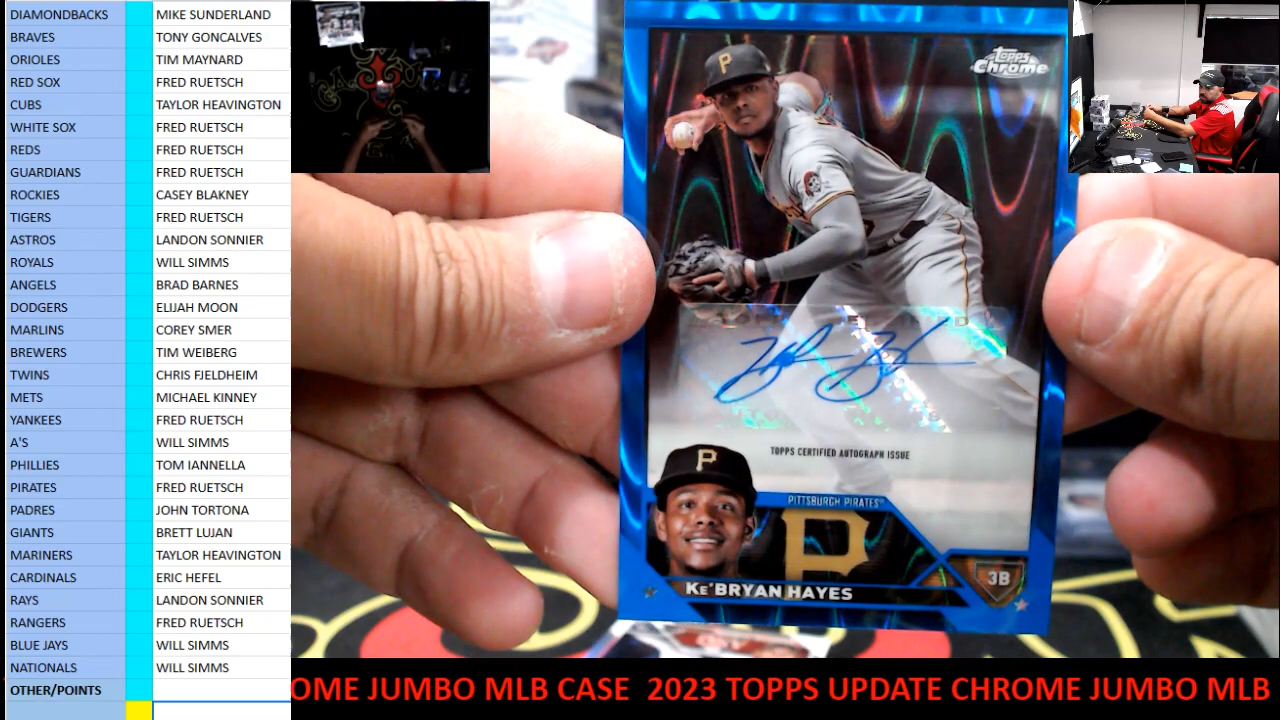 DIAMONDBACKS MIKE SUNDERLAND
BRAVES TONY GONCALVES
ORIOLES TIM MAYNARD
RED SOX FRED RUETSCH
CUBS TAYLOR HEAVINGTON
WHITE SOX FRED RUETSCH
REDS FRED RUETSCH
GUARDIANS FRED RUETSCH
ROCKIES CASEY BLAKNEY
TIGERS FRED RUETSCH
ASTROS LANDON SONNIER
ROYALS WILL SIMMS
ANGELS BRAD BARNES
DODGERS ELIJAH MOON
MARLINS COREY SMER
BREWERS TIM WEIBERG
TWINS CHRIS FJELDHEIM
METS MICHAEL KINNEY
YANKEES FRED RUETSCH
A'S WILL SIMMS
PHILLIES TOM IANNELLA
PIRATES FRED RUETSCH
PADRES JOHN TORTONA
GIANTS BRETT LUJAN
MARINERS TAYLOR HEAVINGTON
CARDINALS ERIC HEFEL
RAYS LANDON SONNIER
RANGERS FRED RUETSCH
BLUE JAYS WILL SIMMS
NATIONALS WILL SIMMS
OTHER/POINTS
Topps
Chrome
P
TOPPS CERTIFIED AUTOGRAPH ISSUE
P
PITTSBURGH PIRATES
P
3B
KE'BRYAN HAYES
OME JUMBO MLB CASE 2023 TOPPS UPDATE CHROME JUMBO MLB